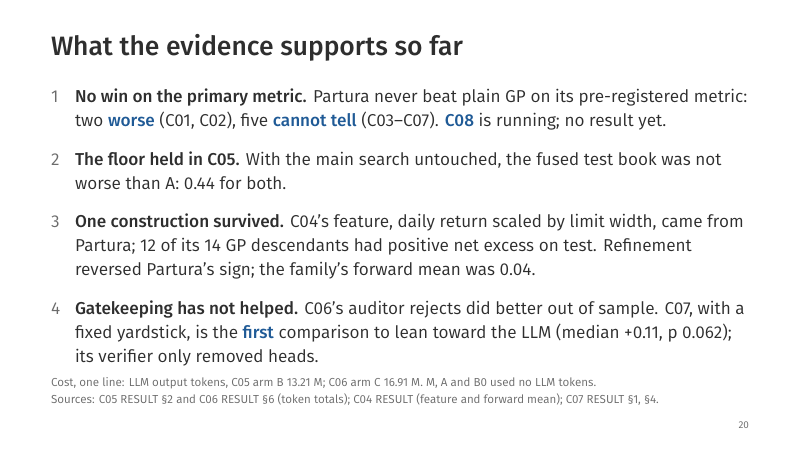 What the evidence supports so far
1 No win on the primary metric. Partura never beat plain GP on its pre-registered metric:
two worse (C01, C02), five cannot tell (C03–C07). C08 is running; no result yet.
2 The floor held in C05. With the main search untouched, the fused test book was not
worse than A: 0.44 for both.
3 One construction survived. C04’s feature, daily return scaled by limit width, came from
Partura; 12 of its 14 GP descendants had positive net excess on test. Refinement
reversed Partura’s sign; the family’s forward mean was 0.04.
4 Gatekeeping has not helped. C06’s auditor rejects did better out of sample. C07, with a
fixed yardstick, is the first comparison to lean toward the LLM (median +0.11, p 0.062);
its verifier only removed heads.
Cost, one line: LLM output tokens, C05 arm B 13.21 M; C06 arm C 16.91 M. M, A and B0 used no LLM tokens.
Sources: C05 RESULT §2 and C06 RESULT §6 (token totals); C04 RESULT (feature and forward mean); C07 RESULT §1, §4.
20